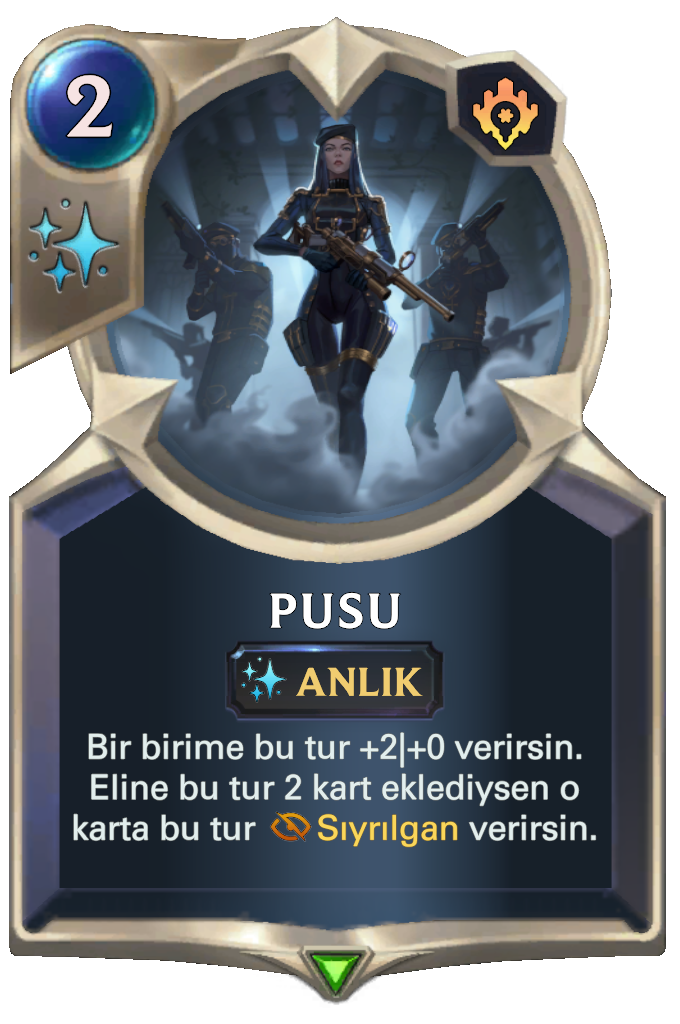 2
PUSU
ANLIK
Bir birime bu tur +2|+0 verirsin.
Eline bu tur 2 kart eklediysen o
karta bu tur Sıyrılgan verirsin.